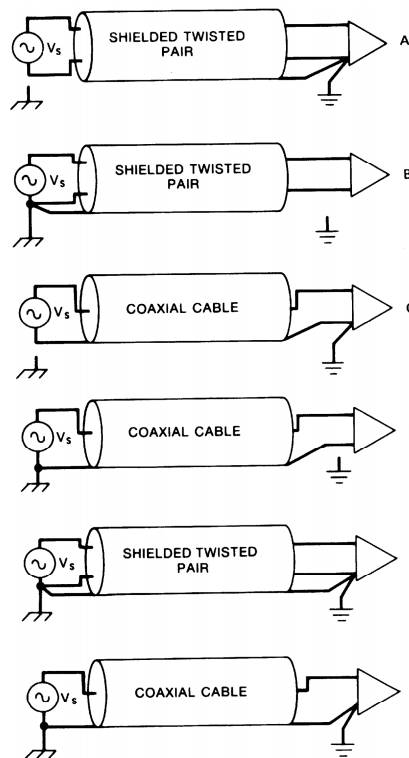 Vs
SHIELDED TWISTED
PAIR
A
Vs
SHIELDED TWISTED
PAIR
B
Vs
COAXIAL CABLE
Vs
COAXIAL CABLE
Vs
SHIELDED TWISTED
PAIR
Vs
COAXIAL CABLE